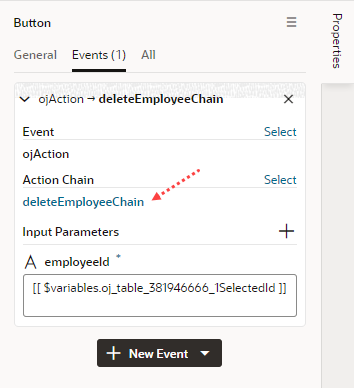 Button
General Events (1) All
ojAction → deleteEmployeeChain
Event Select
ojAction
Action Chain Select
deleteEmployeeChain
Input Parameters
employeeId *
[[ $variables.oj_table_381946666_1SelectedId ]]
New Event
Properties